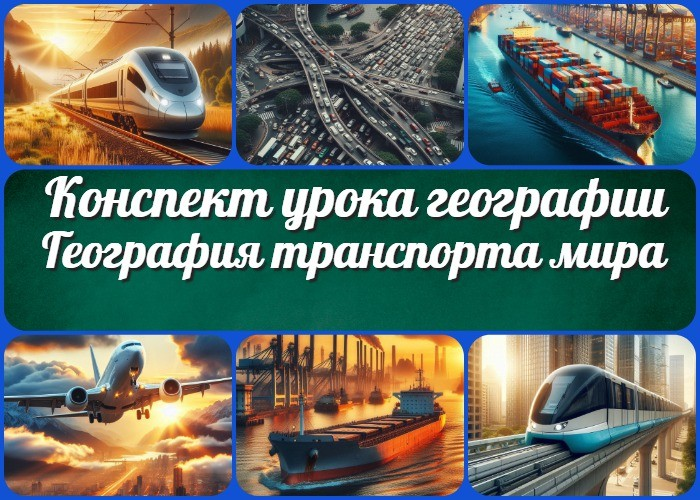 Конспект урока географии
География транспорта мира